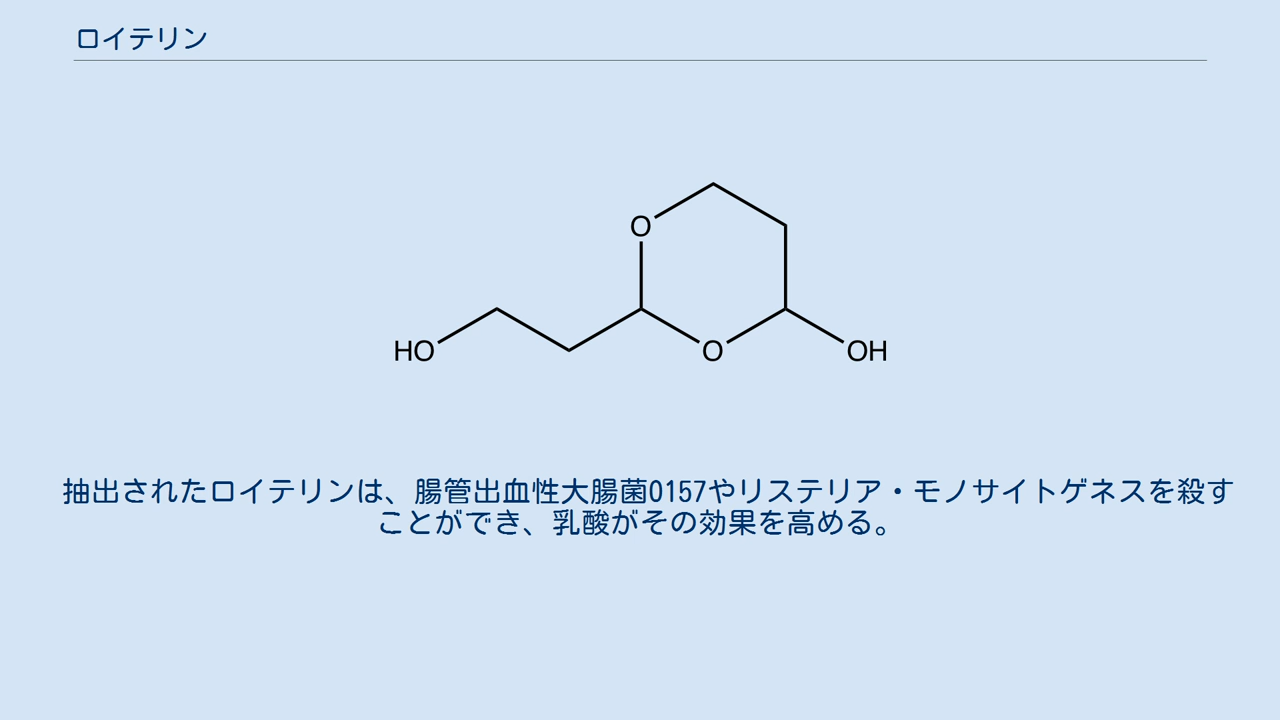 ロイテリン
O
HO
O
OH
抽出されたロイテリンは、腸管出血性大腸菌O157やリステリア・モノサイトゲネスを殺す
ことができ、乳酸がその効果を高める。